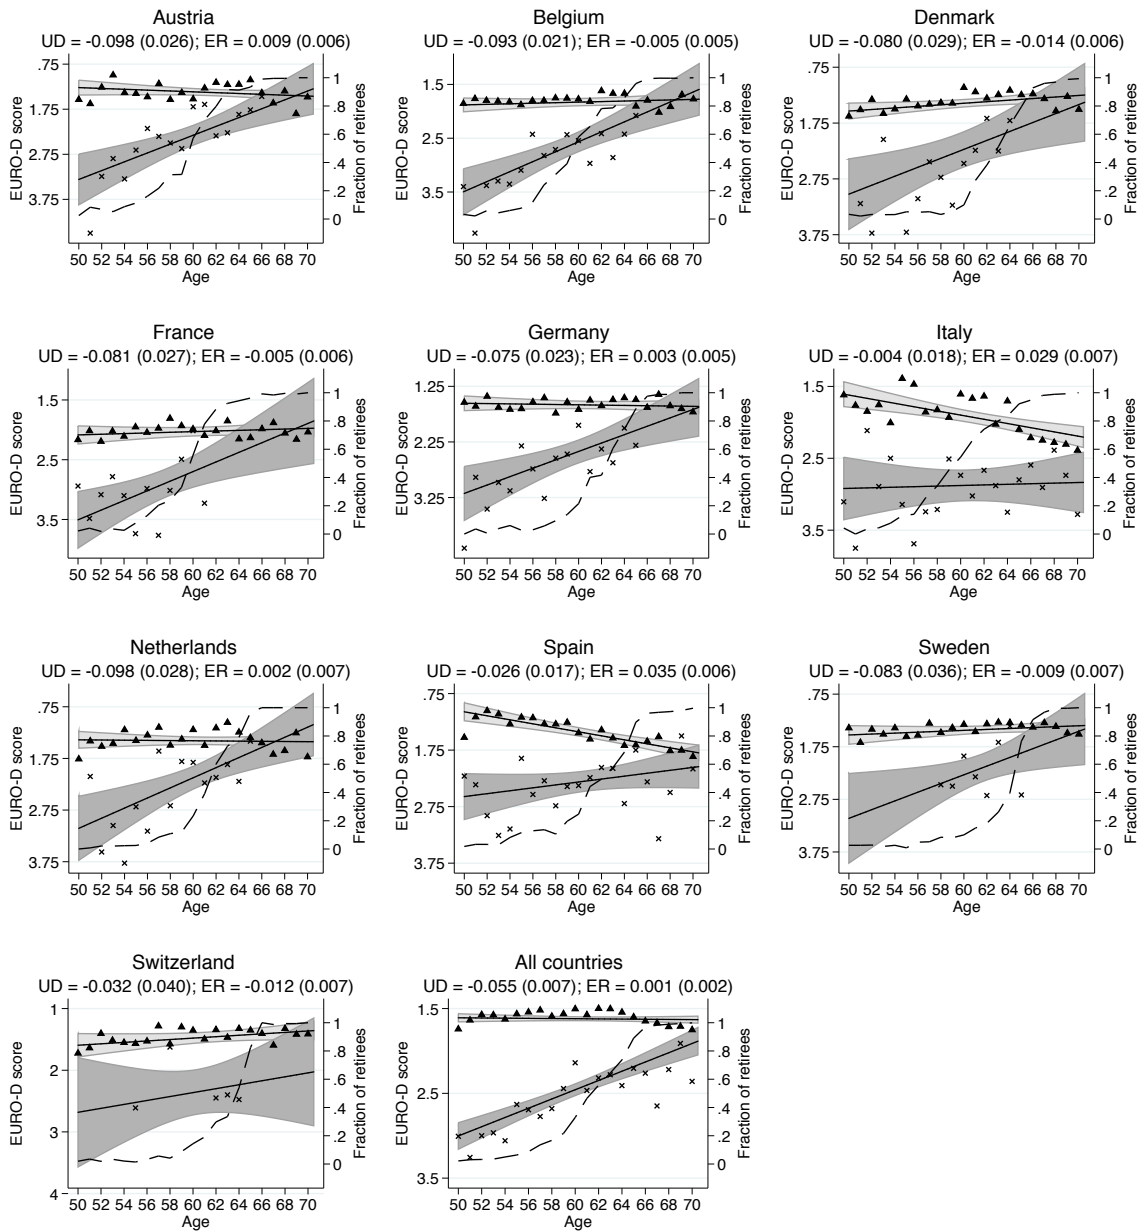 Austria
UD = -0.098 (0.026); ER = 0.009 (0.006)
EURO-D score
.75
1.75
2.75
3.75
1
.8
.6
.4
.2
0
Fraction of retirees
50 52 54 56 58 60 62 64 66 68 70
Age
Belgium
UD = -0.093 (0.021); ER = -0.005 (0.005)
EURO-D score
1.5
2.5
3.5
1
.8
.6
.4
.2
0
Fraction of retirees
50 52 54 56 58 60 62 64 66 68 70
Age
Denmark
UD = -0.080 (0.029); ER = -0.014 (0.006)
EURO-D score
.75
1.75
2.75
3.75
1
.8
.6
.4
.2
0
Fraction of retirees
50 52 54 56 58 60 62 64 66 68 70
Age
France
UD = -0.081 (0.027); ER = -0.005 (0.006)
EURO-D score
1.5
2.5
3.5
1
.8
.6
.4
.2
0
Fraction of retirees
50 52 54 56 58 60 62 64 66 68 70
Age
Germany
UD = -0.075 (0.023); ER = 0.003 (0.005)
EURO-D score
1.25
2.25
3.25
1
.8
.6
.4
.2
0
Fraction of retirees
50 52 54 56 58 60 62 64 66 68 70
Age
Italy
UD = -0.004 (0.018); ER = 0.029 (0.007)
EURO-D score
1.5
2.5
3.5
1
.8
.6
.4
.2
0
Fraction of retirees
50 52 54 56 58 60 62 64 66 68 70
Age
Netherlands
UD = -0.098 (0.028); ER = 0.002 (0.007)
EURO-D score
.75
1.75
2.75
3.75
1
.8
.6
.4
.2
0
Fraction of retirees
50 52 54 56 58 60 62 64 66 68 70
Age
Spain
UD = -0.026 (0.017); ER = 0.035 (0.006)
EURO-D score
.75
1.75
2.75
3.75
1
.8
.6
.4
.2
0
Fraction of retirees
50 52 54 56 58 60 62 64 66 68 70
Age
Sweden
UD = -0.083 (0.036); ER = -0.009 (0.007)
EURO-D score
.75
1.75
2.75
3.75
1
.8
.6
.4
.2
0
Fraction of retirees
50 52 54 56 58 60 62 64 66 68 70
Age
Switzerland
UD = -0.032 (0.040); ER = -0.012 (0.007)
EURO-D score
1
2
3
4
1
.8
.6
.4
.2
0
Fraction of retirees
50 52 54 56 58 60 62 64 66 68 70
Age
All countries
UD = -0.055 (0.007); ER = 0.001 (0.002)
EURO-D score
1.5
2.5
3.5
1
.8
.6
.4
.2
0
Fraction of retirees
50 52 54 56 58 60 62 64 66 68 70
Age